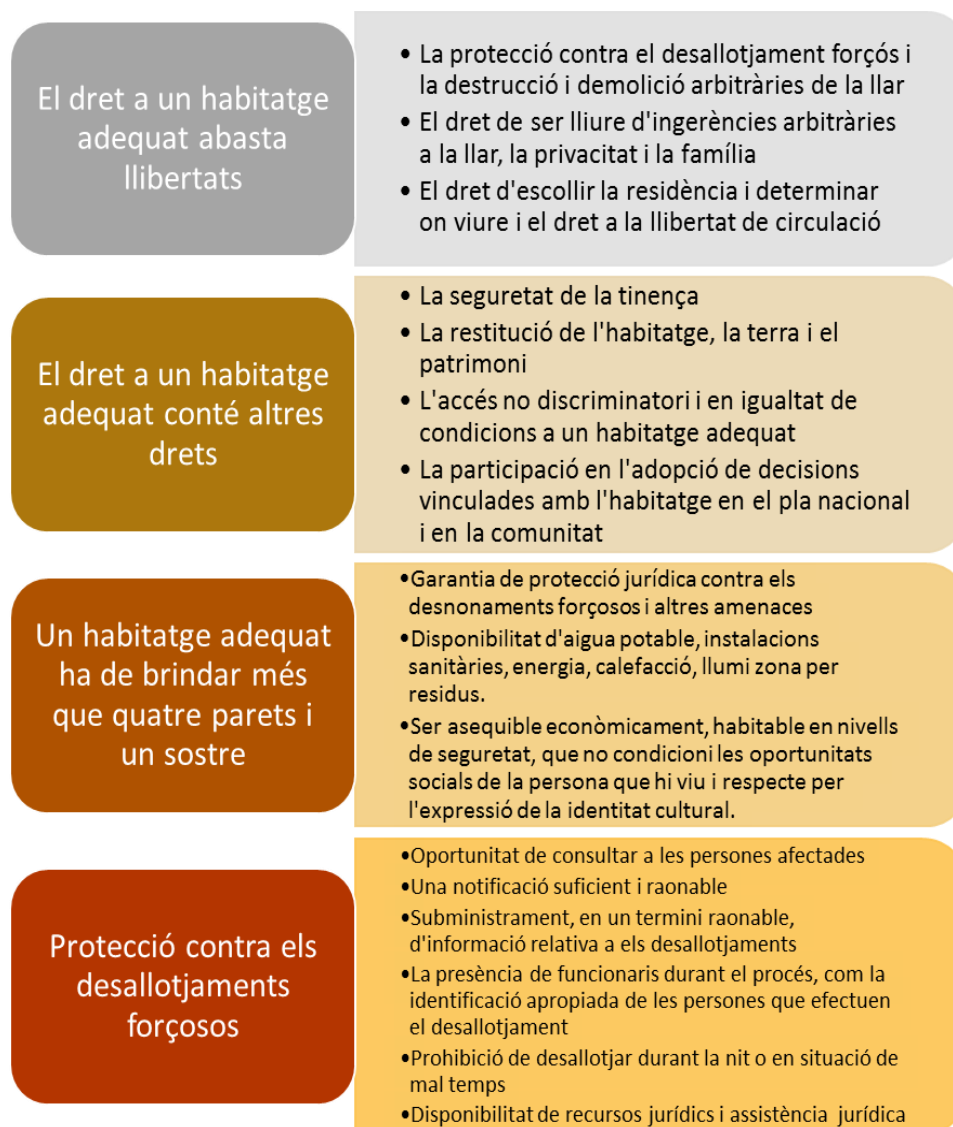 El dret a un habitatge
adequat abasta
llibertats
• La protecció contra el desallotjament forçós i
la destrucció i demolició arbitràries de la llar
• El dret de ser lliure d'ingerències arbitràries
a la llar, la privacitat i la família
• El dret d'escollir la residència i determinar
on viure i el dret a la llibertat de circulació
El dret a un habitatge
adequat conté altres
drets
• La seguretat de la tinença
• La restitució de l'habitatge, la terra i el
patrimoni
• L'accés no discriminatori i en igualtat de
condicions a un habitatge adequat
• La participació en l'adopció de decisions
vinculades amb l'habitatge en el pla nacional
i en la comunitat
Un habitatge adequat
ha de brindar més
que quatre parets i
un sostre
•Garantia de protecció jurídica contra els
desnonaments forçosos i altres amenaces
•Disponibilitat d'aigua potable, instalacions
sanitàries, energia, calefacció, llumi zona per
residus.
•Ser asequible econòmicament, habitable en nivells
de seguretat, que no condicioni les oportunitats
socials de la persona que hi viu i respecte per
l'expressió de la identitat cultural.
Protecció contra els
desallotjaments
forçosos
•Oportunitat de consultar a les persones afectades
•Una notificació suficient i raonable
•Subministrament, en un termini raonable,
d'informació relativa a els desallotjaments
•La presència de funcionaris durant el procés, com la
identificació apropiada de les persones que efectuen
el desallotjament
•Prohibició de desallotjar durant la nit o en situació de
mal temps
•Disponibilitat de recursos jurídics i assistència jurídica